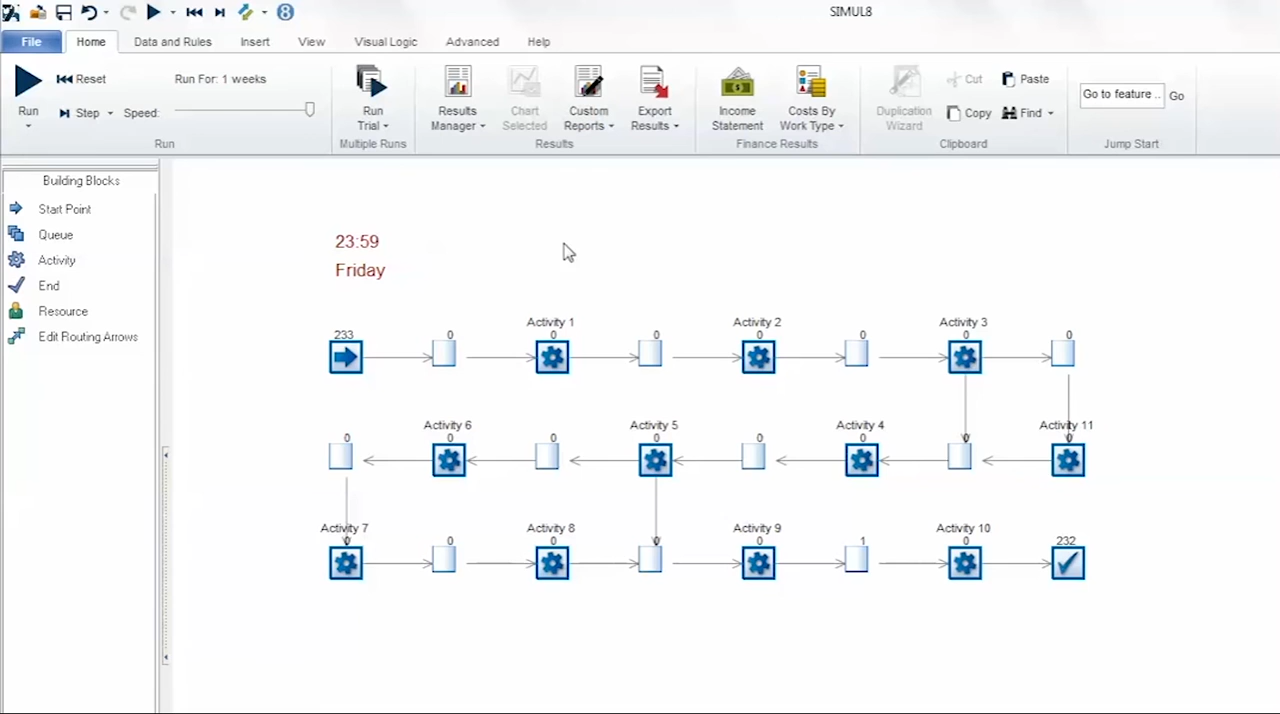 SIMUL8
File Home Data and Rules Insert View Visual Logic Advanced Help
Reset Run For: 1 weeks
Run Step Speed:
Run
Run Trial
Multiple Runs
Results Manager
Chart Selected
Custom Reports
Export Results
Results
Income Statement
Costs By Work Type
Finance Results
Duplication Wizard
Cut Paste
Copy Find
Clipboard
Go to feature .. Go
Jump Start
Building Blocks
Start Point
Queue
Activity
End
Resource
Edit Routing Arrows
23:59
Friday
Activity 1 Activity 2 Activity 3
233 0 0 0 0 0 0 0
Activity 6 Activity 5 Activity 4 Activity 11
0 0 0 0 0 0 0 0
Activity 7 Activity 8 Activity 9 Activity 10
0 0 0 0 0 1 0 232